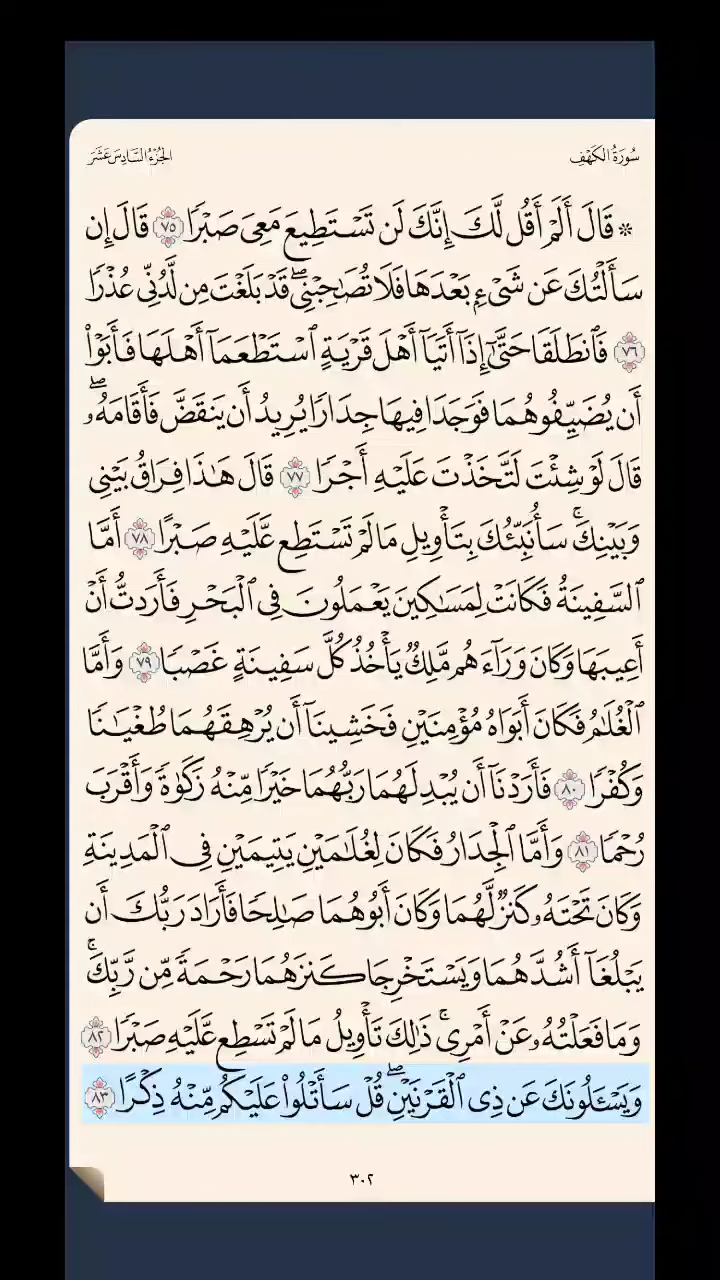 سُورَةُ الكَهۡفِ
الجُزۡءُ السَّادِسَ عَشَرَ
۞ قَالَ أَلَمۡ أَقُل لَّكَ إِنَّكَ لَن تَسۡتَطِيعَ مَعِيَ صَبۡرٗا ٧٥ قَالَ إِن
سَأَلۡتُكَ عَن شَيۡءِۭ بَعۡدَهَا فَلَا تُصَٰحِبۡنِيۖ قَدۡ بَلَغۡتَ مِن لَّدُنِّي عُذۡرٗا
٧٦ فَٱنطَلَقَا حَتَّىٰٓ إِذَآ أَتَيَآ أَهۡلَ قَرۡيَةٍ ٱسۡتَطۡعَمَآ أَهۡلَهَا فَأَبَوۡاْ
أَن يُضَيِّفُوهُمَا فَوَجَدَا فِيهَا جِدَارٗا يُرِيدُ أَن يَنقَضَّ فَأَقَامَهُۥۖ
قَالَ لَوۡ شِئۡتَ لَتَّخَذۡتَ عَلَيۡهِ أَجۡرٗا ٧٧ قَالَ هَٰذَا فِرَاقُ بَيۡنِي
وَبَيۡنِكَۚ سَأُنَبِّئُكَ بِتَأۡوِيلِ مَا لَمۡ تَسۡتَطِع عَّلَيۡهِ صَبۡرًا ٧٨ أَمَّا
ٱلسَّفِينَةُ فَكَانَتۡ لِمَسَٰكِينَ يَعۡمَلُونَ فِي ٱلۡبَحۡرِ فَأَرَدتُّ أَنۡ
أَعِيبَهَا وَكَانَ وَرَآءَهُم مَّلِكٞ يَأۡخُذُ كُلَّ سَفِينَةٍ غَصۡبٗا ٧٩ وَأَمَّا
ٱلۡغُلَٰمُ فَكَانَ أَبَوَاهُ مُؤۡمِنَيۡنِ فَخَشِينَآ أَن يُرۡهِقَهُمَا طُغۡيَٰنٗا
وَكُفۡرٗا ٨٠ فَأَرَدۡنَآ أَن يُبۡدِلَهُمَا رَبُّهُمَا خَيۡرٗا مِّنۡهُ زَكَوٰةٗ وَأَقۡرَبَ
رُحۡمٗا ٨١ وَأَمَّا ٱلۡجِدَارُ فَكَانَ لِغُلَٰمَيۡنِ يَتِيمَيۡنِ فِي ٱلۡمَدِينَةِ
وَكَانَ تَحۡتَهُۥ كَنزٞ لَّهُمَا وَكَانَ أَبُوهُمَا صَٰلِحٗا فَأَرَادَ رَبُّكَ أَن
يَبۡلُغَآ أَشُدَّهُمَا وَيَسۡتَخۡرِجَا كَنزَهُمَا رَحۡمَةٗ مِّن رَّبِّكَۚ
وَمَا فَعَلۡتُهُۥ عَنۡ أَمۡرِيۚ ذَٰلِكَ تَأۡوِيلُ مَا لَمۡ تَسۡطِع عَّلَيۡهِ صَبۡرٗا ٨٢
وَيَسۡـَٔلُونَكَ عَن ذِي ٱلۡقَرۡنَيۡنِۖ قُلۡ سَأَتۡلُواْ عَلَيۡكُم مِّنۡهُ ذِكۡرًا ٨٣
٣٠٢